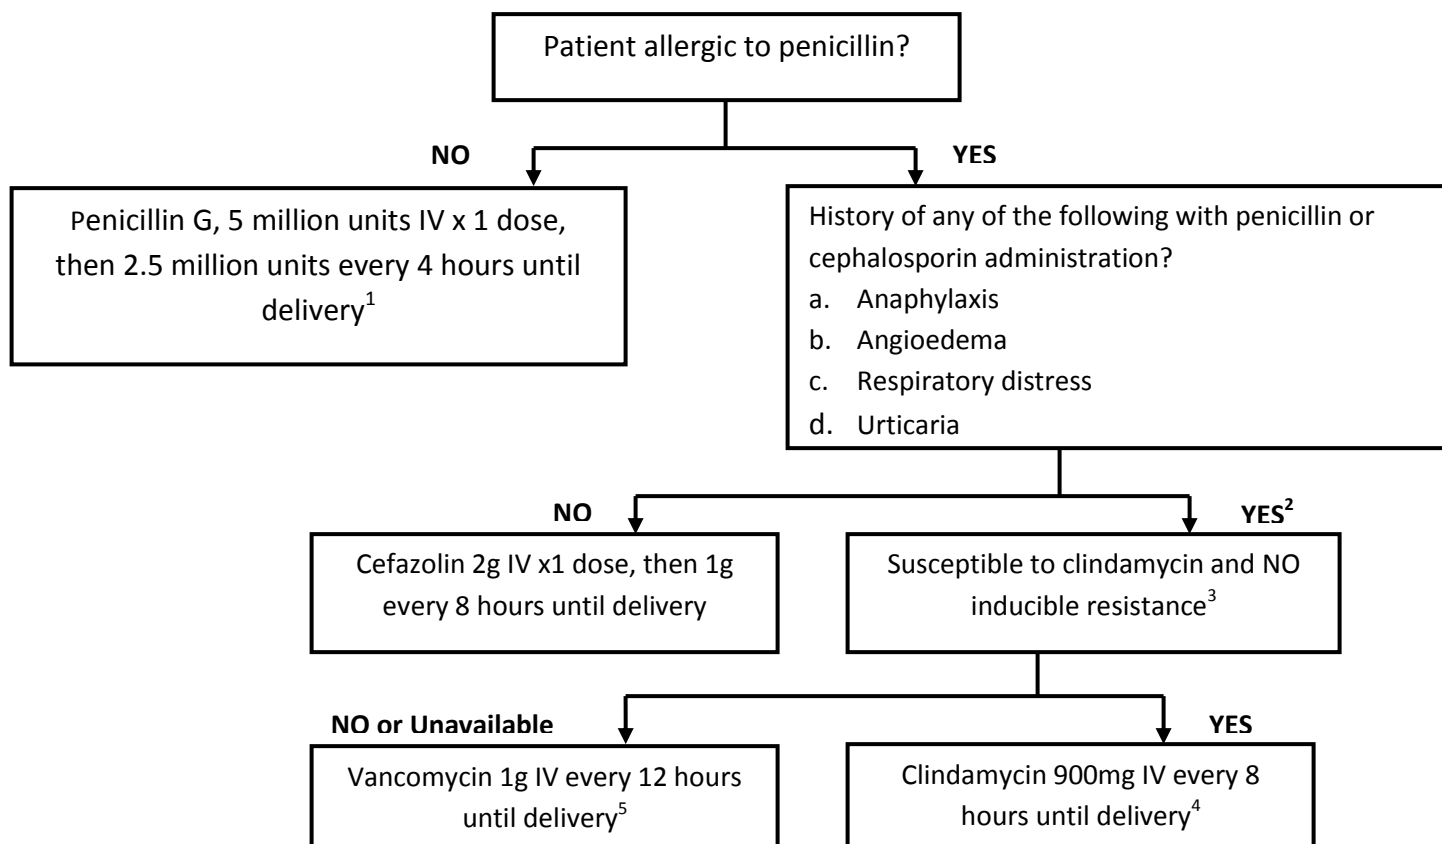 Patient allergic to penicillin?
NO
YES
Penicillin G, 5 million units IV x 1 dose,
then 2.5 million units every 4 hours until
delivery¹
History of any of the following with penicillin or
cephalosporin administration?
a. Anaphylaxis
b. Angioedema
c. Respiratory distress
d. Urticaria
NO
YES²
Cefazolin 2g IV x1 dose, then 1g
every 8 hours until delivery
Susceptible to clindamycin and NO
inducible resistance³
NO or Unavailable
YES
Vancomycin 1g IV every 12 hours
until delivery⁵
Clindamycin 900mg IV every 8
hours until delivery⁴